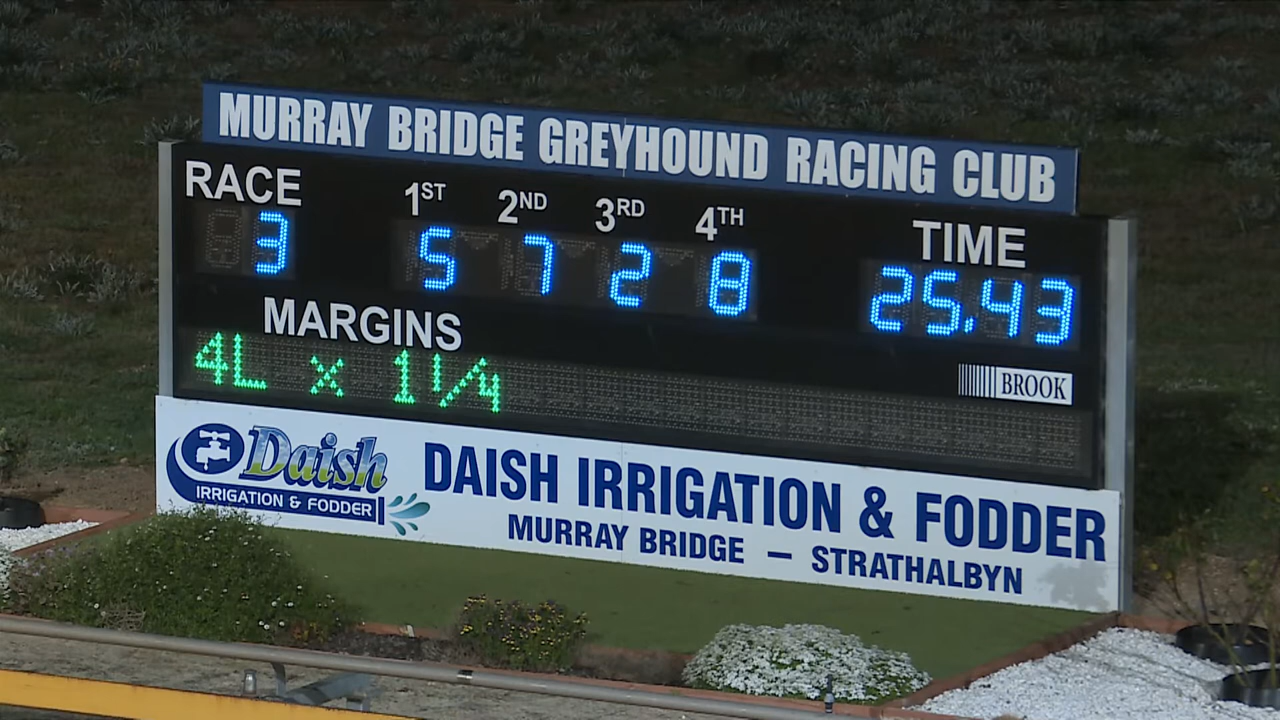 MURRAY BRIDGE GREYHOUND RACING CLUB
RACE 1ST 2ND 3RD 4TH TIME
3 5 7 2 8 25.43
MARGINS
4L x 1 1/4
BROOK
Daish
IRRIGATION & FODDER
DAISH IRRIGATION & FODDER
MURRAY BRIDGE – STRATHALBYN